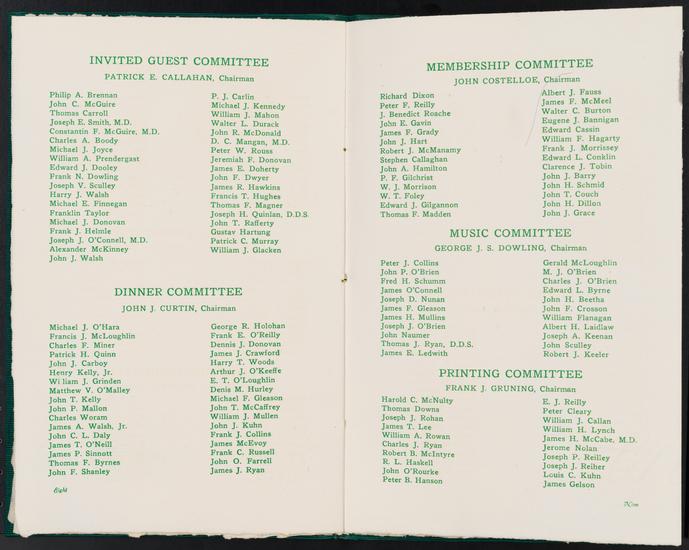 INVITED GUEST COMMITTEE
PATRICK E. CALLAHAN, Chairman
Philip A. Brennan
John C. McGuire
Thomas Carroll
Joseph E. Smith, M.D.
Constantin F. McGuire, M.D.
Charles A. Boody
Michael J. Joyce
William A. Prendergast
Edward J. Dooley
Frank N. Dowling
Joseph V. Sculley
Harry J. Walsh
Michael E. Finnegan
Franklin Taylor
Michael J. Donovan
Frank J. Helmle
Joseph J. O'Connell, M.D.
Alexander McKinney
John J. Walsh
P. J. Carlin
Michael J. Kennedy
William J. Mahon
Walter L. Durack
John R. McDonald
D. C. Mangan, M.D.
Peter W. Rouss
Jeremiah F. Donovan
James E. Doherty
John F. Dwyer
James R. Hawkins
Francis T. Hughes
Thomas F. Magner
Joseph H. Quinlan, D.D.S.
John T. Rafferty
Gustav Hartung
Patrick C. Murray
William J. Glacken
DINNER COMMITTEE
JOHN J. CURTIN, Chairman
Michael J. O'Hara
Francis J. McLoughlin
Charles F. Miner
Patrick H. Quinn
John J. Carboy
Henry Kelly, Jr.
William J. Grinden
Matthew V. O'Malley
John T. Kelly
John P. Mallon
Charles Woram
James A. Walsh, Jr.
John C. L. Daly
James T. O'Neill
James P. Sinnott
Thomas F. Byrnes
John F. Shanley
George R. Holohan
Frank E. O'Reilly
Dennis J. Donovan
James J. Crawford
Harry T. Woods
Arthur J. O'Keeffe
E. T. O'Loughlin
Denis M. Hurley
Michael F. Gleason
John T. McCaffrey
William J. Mullen
John J. Kuhn
Frank J. Collins
James McEvoy
Frank C. Russell
John O. Farrell
James J. Ryan
Eight
MEMBERSHIP COMMITTEE
JOHN COSTELLOE, Chairman
Richard Dixon
Peter F. Reilly
J. Benedict Roache
John E. Gavin
James F. Grady
John J. Hart
Robert J. McManamy
Stephen Callaghan
John A. Hamilton
P. F. Gilchrist
W. J. Morrison
W. T. Foley
Edward J. Gilgannon
Thomas F. Madden
Albert J. Fauss
James F. McMeel
Walter C. Burton
Eugene J. Bannigan
Edward Cassin
William F. Hagarty
Frank J. Morrissey
Edward L. Conklin
Clarence J. Tobin
John J. Barry
John H. Schmid
John T. Couch
John H. Dillon
John J. Grace
MUSIC COMMITTEE
GEORGE J. S. DOWLING, Chairman
Peter J. Collins
John P. O'Brien
Fred H. Schumm
James O'Connell
Joseph D. Nunan
James F. Gleason
James H. Mullins
Joseph J. O'Brien
John Naumer
Thomas J. Ryan, D.D.S.
James E. Ledwith
Gerald McLoughlin
M. J. O'Brien
Charles J. O'Brien
Edward L. Byrne
John H. Beetha
John F. Crosson
William Flanagan
Albert H. Laidlaw
Joseph A. Keenan
John Sculley
Robert J. Keeler
PRINTING COMMITTEE
FRANK J. GRUNING, Chairman
Harold C. McNulty
Thomas Downs
Joseph J. Rohan
James T. Lee
William A. Rowan
Charles J. Ryan
Robert B. McIntyre
R. L. Haskell
John O'Rourke
Peter B. Hanson
E. J. Reilly
Peter Cleary
William J. Callan
William H. Lynch
James H. McCabe, M.D.
Jerome Nolan
Joseph P. Reilley
Joseph J. Reiher
Louis C. Kuhn
James Gelson
Nine